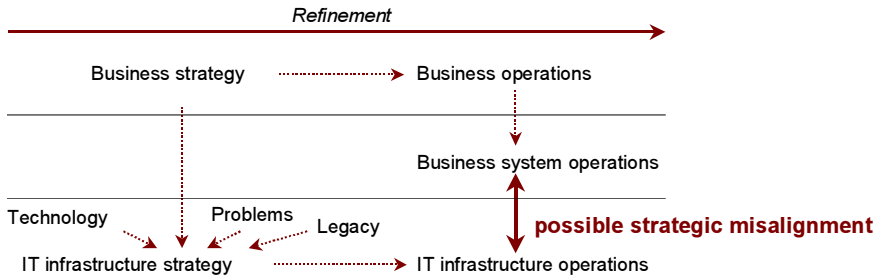 Refinement
Business strategy
Business operations
Business system operations
Technology
Problems
Legacy
possible strategic misalignment
IT infrastructure strategy
IT infrastructure operations